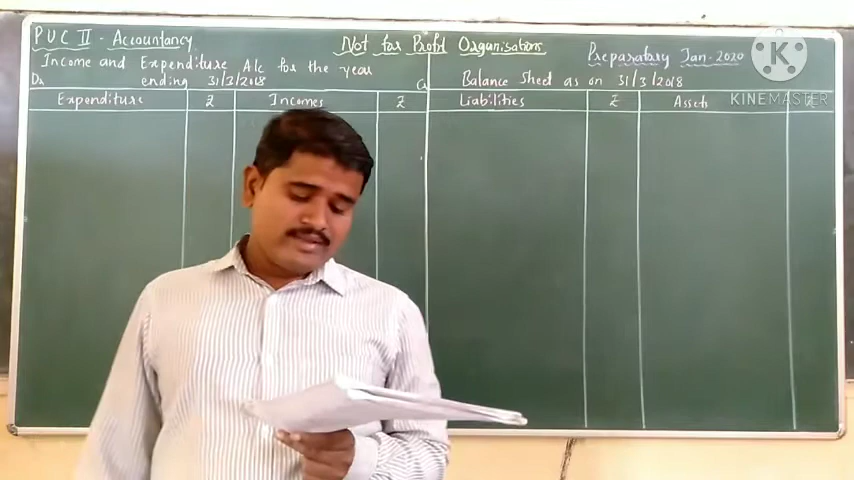 PUC II - Accountancy
Not for Profit Organisations
Preparatory Jan-2020
Income and Expenditure A/c for the year
Dr ending 31/3/2018 Cr
Balance Sheet as on 31/3/2018
Expenditure ₹ Incomes ₹
Liabilities ₹ Assets ₹
K
KINEMASTER